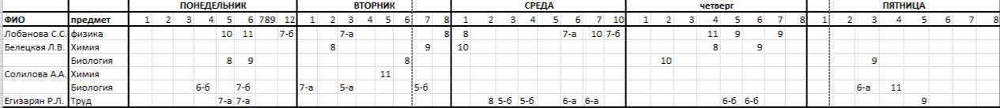 ПОНЕДЕЛЬНИК ВТОРНИК СРЕДА четверг ПЯТНИЦА
ФИО предмет 1 2 3 4 5 6 789 12 1 2 3 4 5 6 7 8 1 2 3 4 5 6 7 10 1 2 3 4 5 6 7 8 1 2 3 4 5 6 7 8
Лобанова С.С. физика 10 11 7-б 7-а 8 8 7-а 10 7-б 11 9 9
Белецкая Л.В. Химия 8 9 10 8 9
Биология 8 9 8 10 9
Солилова А.А. Химия 11
Биология 6-б 7-б 7-а 5-а 5-б 6-а 11
Егизарян Р.Л. Труд 7-а 7-а 8 5-б 5-б 6-а 6-а 6-б 6-б 9